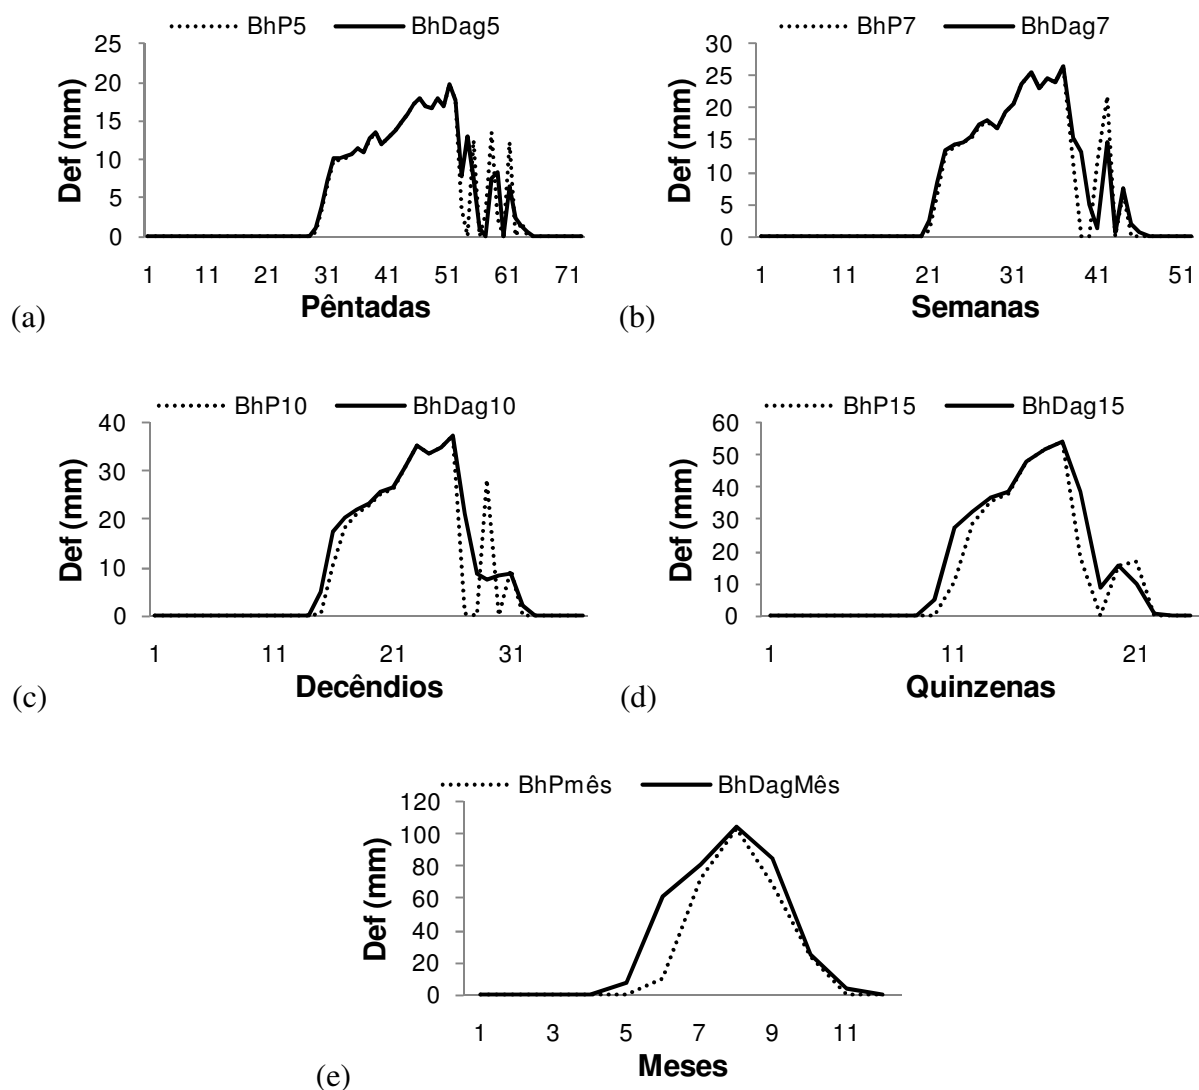 BhP5 BhDag5
Def (mm)
25
20
15
10
5
0
1 11 21 31 41 51 61 71
Pêntadas
(a)
BhP7 BhDag7
Def (mm)
30
25
20
15
10
5
0
1 11 21 31 41 51
Semanas
(b)
BhP10 BhDag10
Def (mm)
40
30
20
10
0
1 11 21 31
Decêndios
(c)
BhP15 BhDag15
Def (mm)
60
50
40
30
20
10
0
1 11 21
Quinzenas
(d)
BhPmês BhDagMês
Def (mm)
120
100
80
60
40
20
0
1 3 5 7 9 11
Meses
(e)